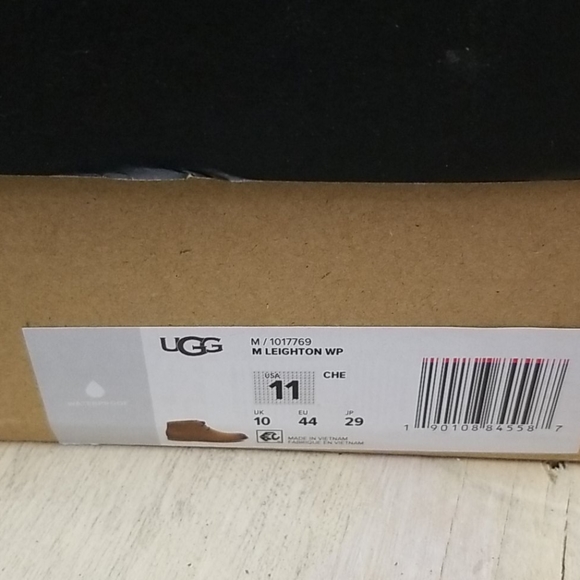 UGG
M / 1017769
M LEIGHTON WP
USA
11
CHE
UK EU JP
10 44 29
MADE IN VIETNAM
FABRIQUE EN VIETNAM
1 90108 84558 7